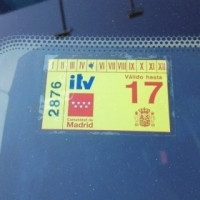 I II III IV VI VII VIII IX X XI XII
2876
itv
Válido hasta
17
Comunidad de
Madrid